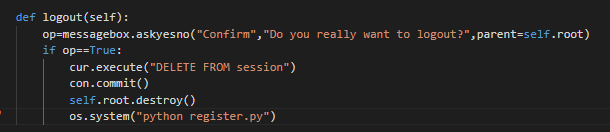 def logout(self):
op=messagebox.askyesno("Confirm","Do you really want to logout?",parent=self.root)
if op==True:
cur.execute("DELETE FROM session")
con.commit()
self.root.destroy()
os.system("python register.py")